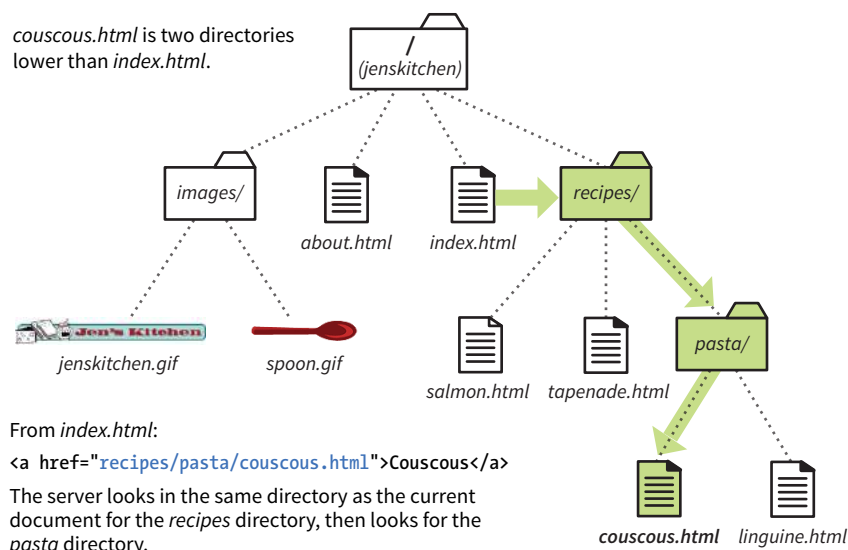 couscous.html is two directories
lower than index.html.
/
(jenskitchen)
images/
about.html
index.html
recipes/
Jen's Kitchen
jenskitchen.gif
spoon.gif
salmon.html
tapenade.html
pasta/
From index.html:
<a href="recipes/pasta/couscous.html">Couscous</a>
The server looks in the same directory as the current
document for the recipes directory, then looks for the
pasta directory.
couscous.html
linguine.html